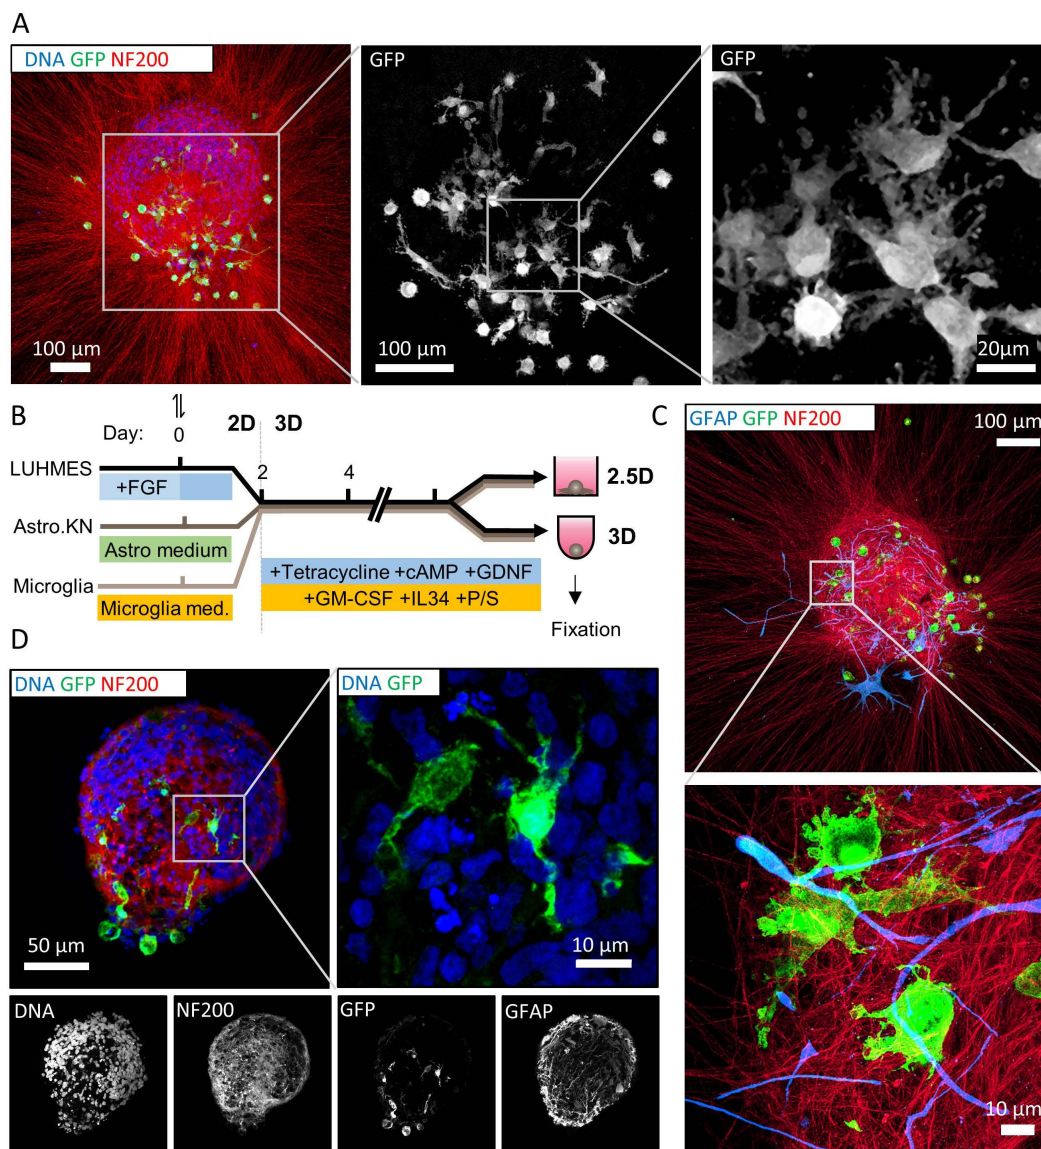 A
DNA GFP NF200
100 μm
GFP
100 μm
GFP
20μm
B
Day: 0 2D 3D
LUHMES
+FGF
2 4
2.5D
Astro.KN
Astro medium
3D
Microglia
Microglia med.
+Tetracycline +cAMP +GDNF
+GM-CSF +IL34 +P/S
Fixation
C
GFAP GFP NF200
100 μm
10 μm
D
DNA GFP NF200
50 μm
DNA GFP
10 μm
DNA
NF200
GFP
GFAP